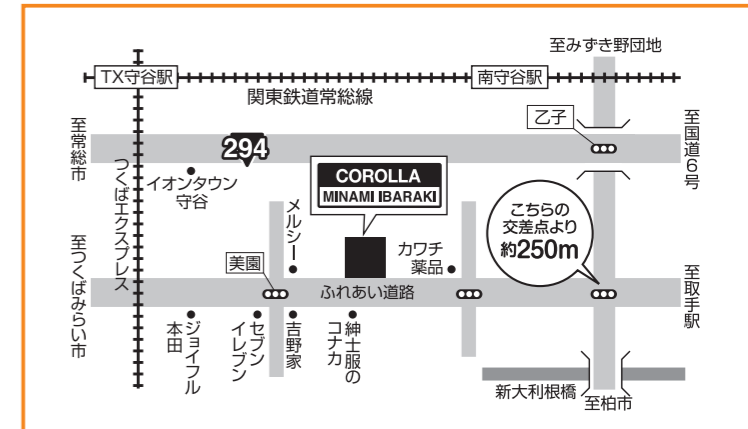 至みずき野団地
TX守谷駅
南守谷駅
関東鉄道常総線
乙子
至常総市
294
至国道6号
つくばエクスプレス
イオンタウン
守谷
COROLLA
MINAMI IBARAKI
こちらの
交差点より
約250m
メルシー
カワチ
薬品
美園
至つくばみらい市
ふれあい道路
至取手駅
ジョイフル
本田
セブン
イレブン
吉野家
紳士服の
コナカ
新大利根橋
至柏市